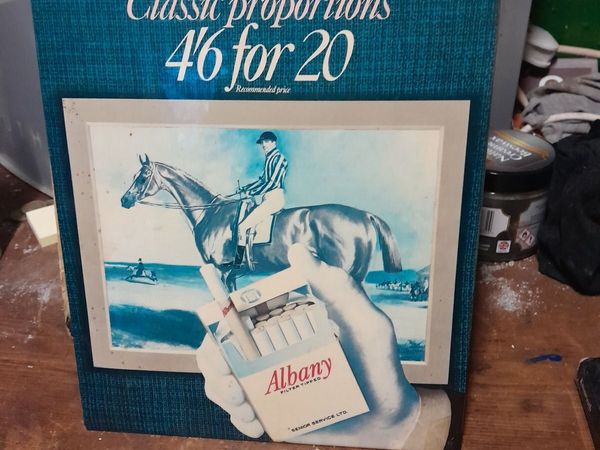 Classic proportions
4'6 for 20
Recommended price
Albany
FILTER TIPPED
SENIOR SERVICE LTD.